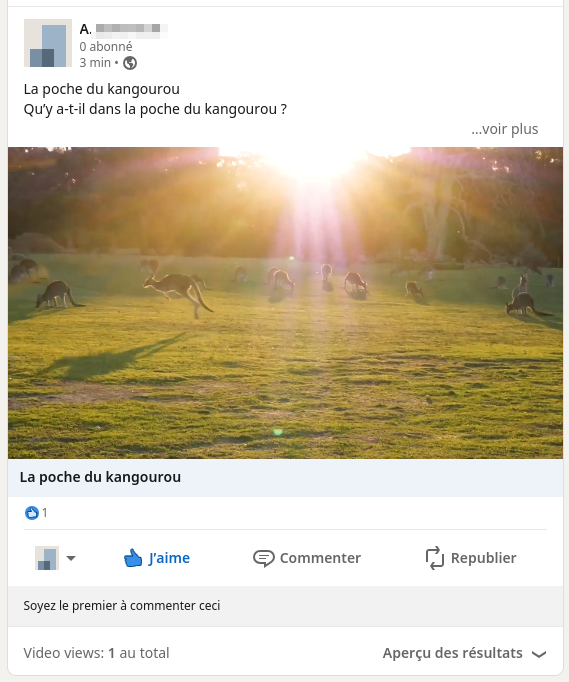 A.
0 abonné
3 min •
La poche du kangourou
Qu’y a-t-il dans la poche du kangourou ?
...voir plus
La poche du kangourou
1
J’aime
Commenter
Republier
Soyez le premier à commenter ceci
Video views: 1 au total
Aperçu des résultats